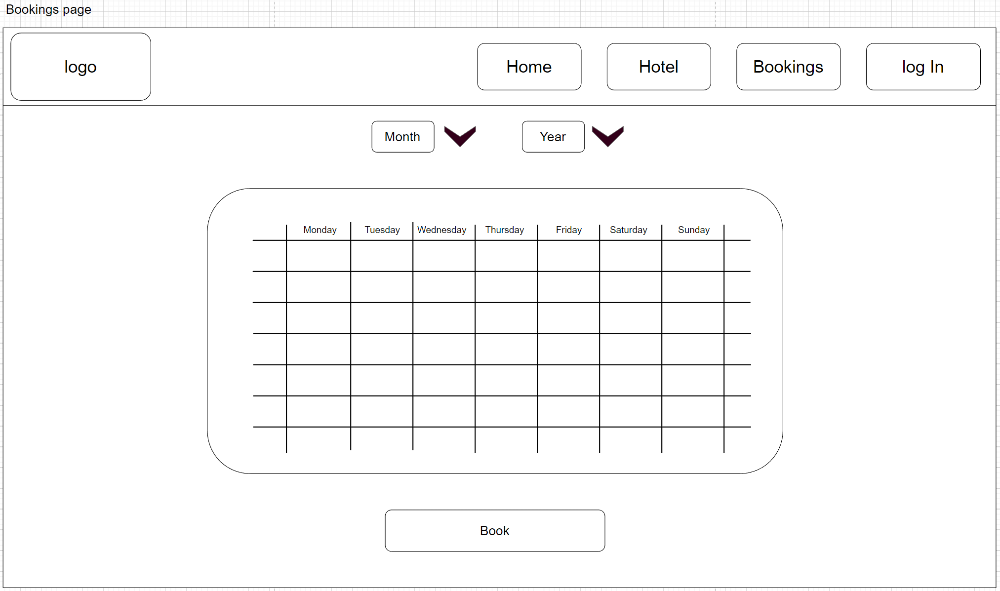 Bookings page
logo
Home
Hotel
Bookings
log In
Month
Year
Monday
Tuesday
Wednesday
Thursday
Friday
Saturday
Sunday
Book